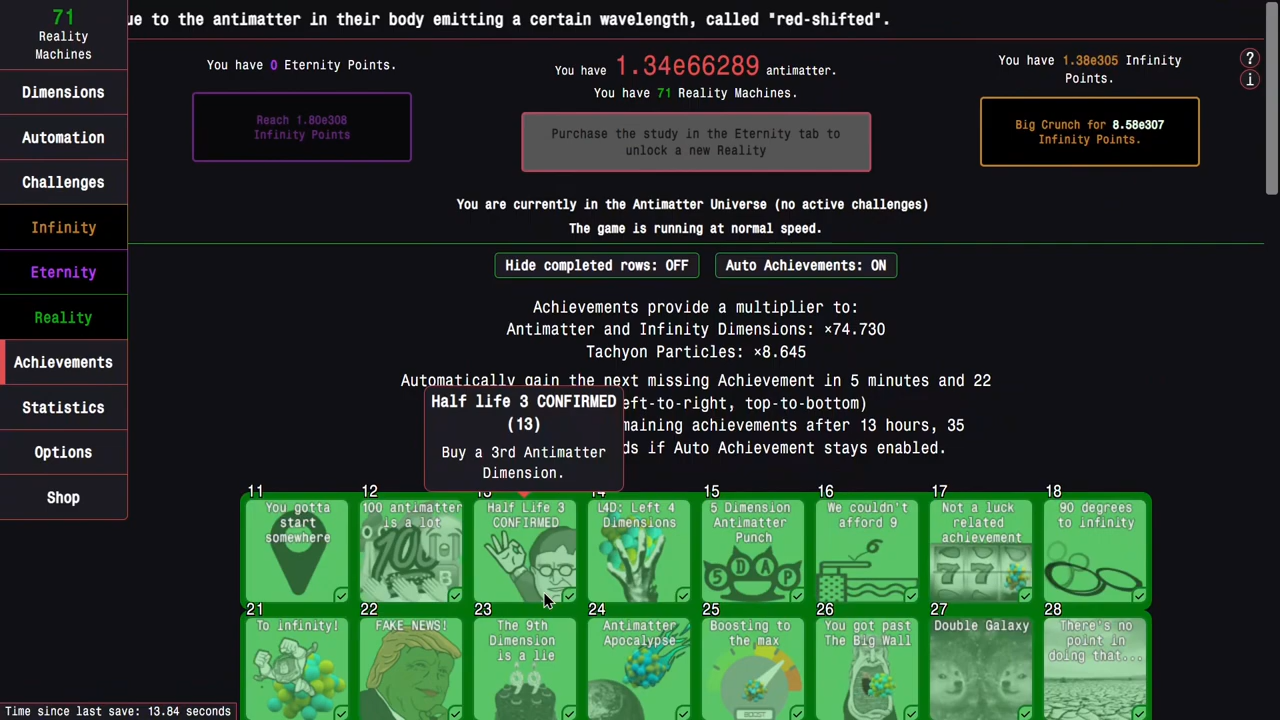 71
Reality
Machines
ue to the antimatter in their body emitting a certain wavelength, called "red-shifted".
Dimensions
Automation
Challenges
Infinity
Eternity
Reality
Achievements
Statistics
Options
Shop
You have 0 Eternity Points.
Reach 1.80e308
Infinity Points
You have 1.34e66289 antimatter.
You have 71 Reality Machines.
Purchase the study in the Eternity tab to
unlock a new Reality
You have 1.38e305 Infinity
Points.
Big Crunch for 8.58e307
Infinity Points.
?
i
You are currently in the Antimatter Universe (no active challenges)
The game is running at normal speed.
Hide completed rows: OFF
Auto Achievements: ON
Achievements provide a multiplier to:
Antimatter and Infinity Dimensions: ×74.730
Tachyon Particles: ×8.645
Automatically gain the next missing Achievement in 5 minutes and 22
eft-to-right, top-to-bottom)
maining achievements after 13 hours, 35
ds if Auto Achievement stays enabled.
Half life 3 CONFIRMED
(13)
Buy a 3rd Antimatter
Dimension.
11
You gotta
start
somewhere
12
100 antimatter
is a lot
13
Half Life 3
CONFIRMED
14
L4D: Left 4
Dimensions
15
5 Dimension
Antimatter
Punch
5 D A P
16
We couldn't
afford 9
17
Not a luck
related
achievement
7 7
18
90 degrees
to infinity
21
To infinity!
22
FAKE NEWS!
23
The 9th
Dimension
is a lie
99
24
Antimatter
Apocalypse
25
Boosting to
the max
BOOST
26
You got past
The Big Wall
27
Double Galaxy
28
There's no
point in
doing that...
Time since last save: 13.84 seconds